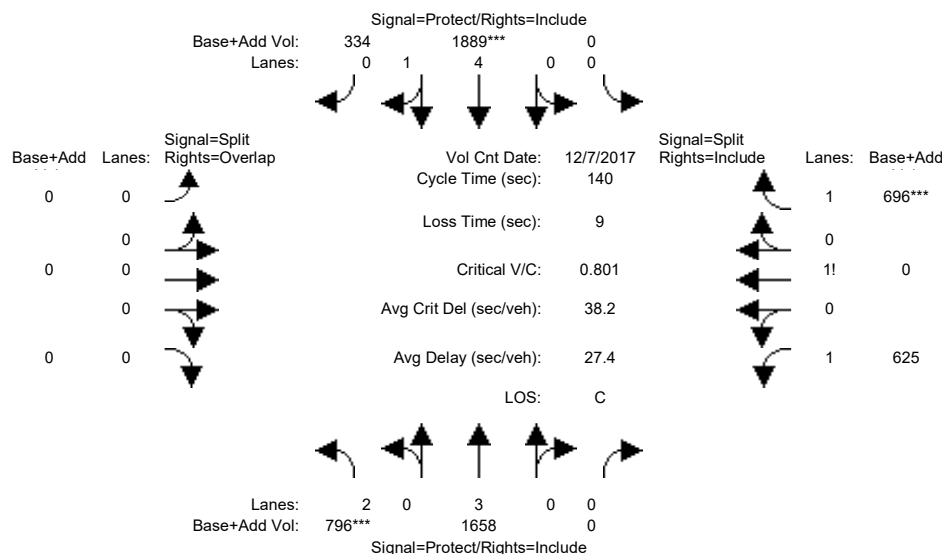 Signal=Protect/Rights=Include
Base+Add Vol: 334 1889*** 0
Lanes: 0 1 4 0 0
Signal=Split
Signal=Split
Base+Add Lanes: Rights=Overlap Vol Cnt Date: 12/7/2017 Rights=Include Lanes: Base+Add
Cycle Time (sec): 140
0 0 1 696***
Loss Time (sec): 9
0 0
0 0 Critical V/C: 0.801 1! 0
0 Avg Crit Del (sec/veh): 38.2 0
0 0 Avg Delay (sec/veh): 27.4 1 625
LOS: C
Lanes: 2 0 3 0 0
Base+Add Vol: 796*** 1658 0
Signal=Protect/Rights=Include